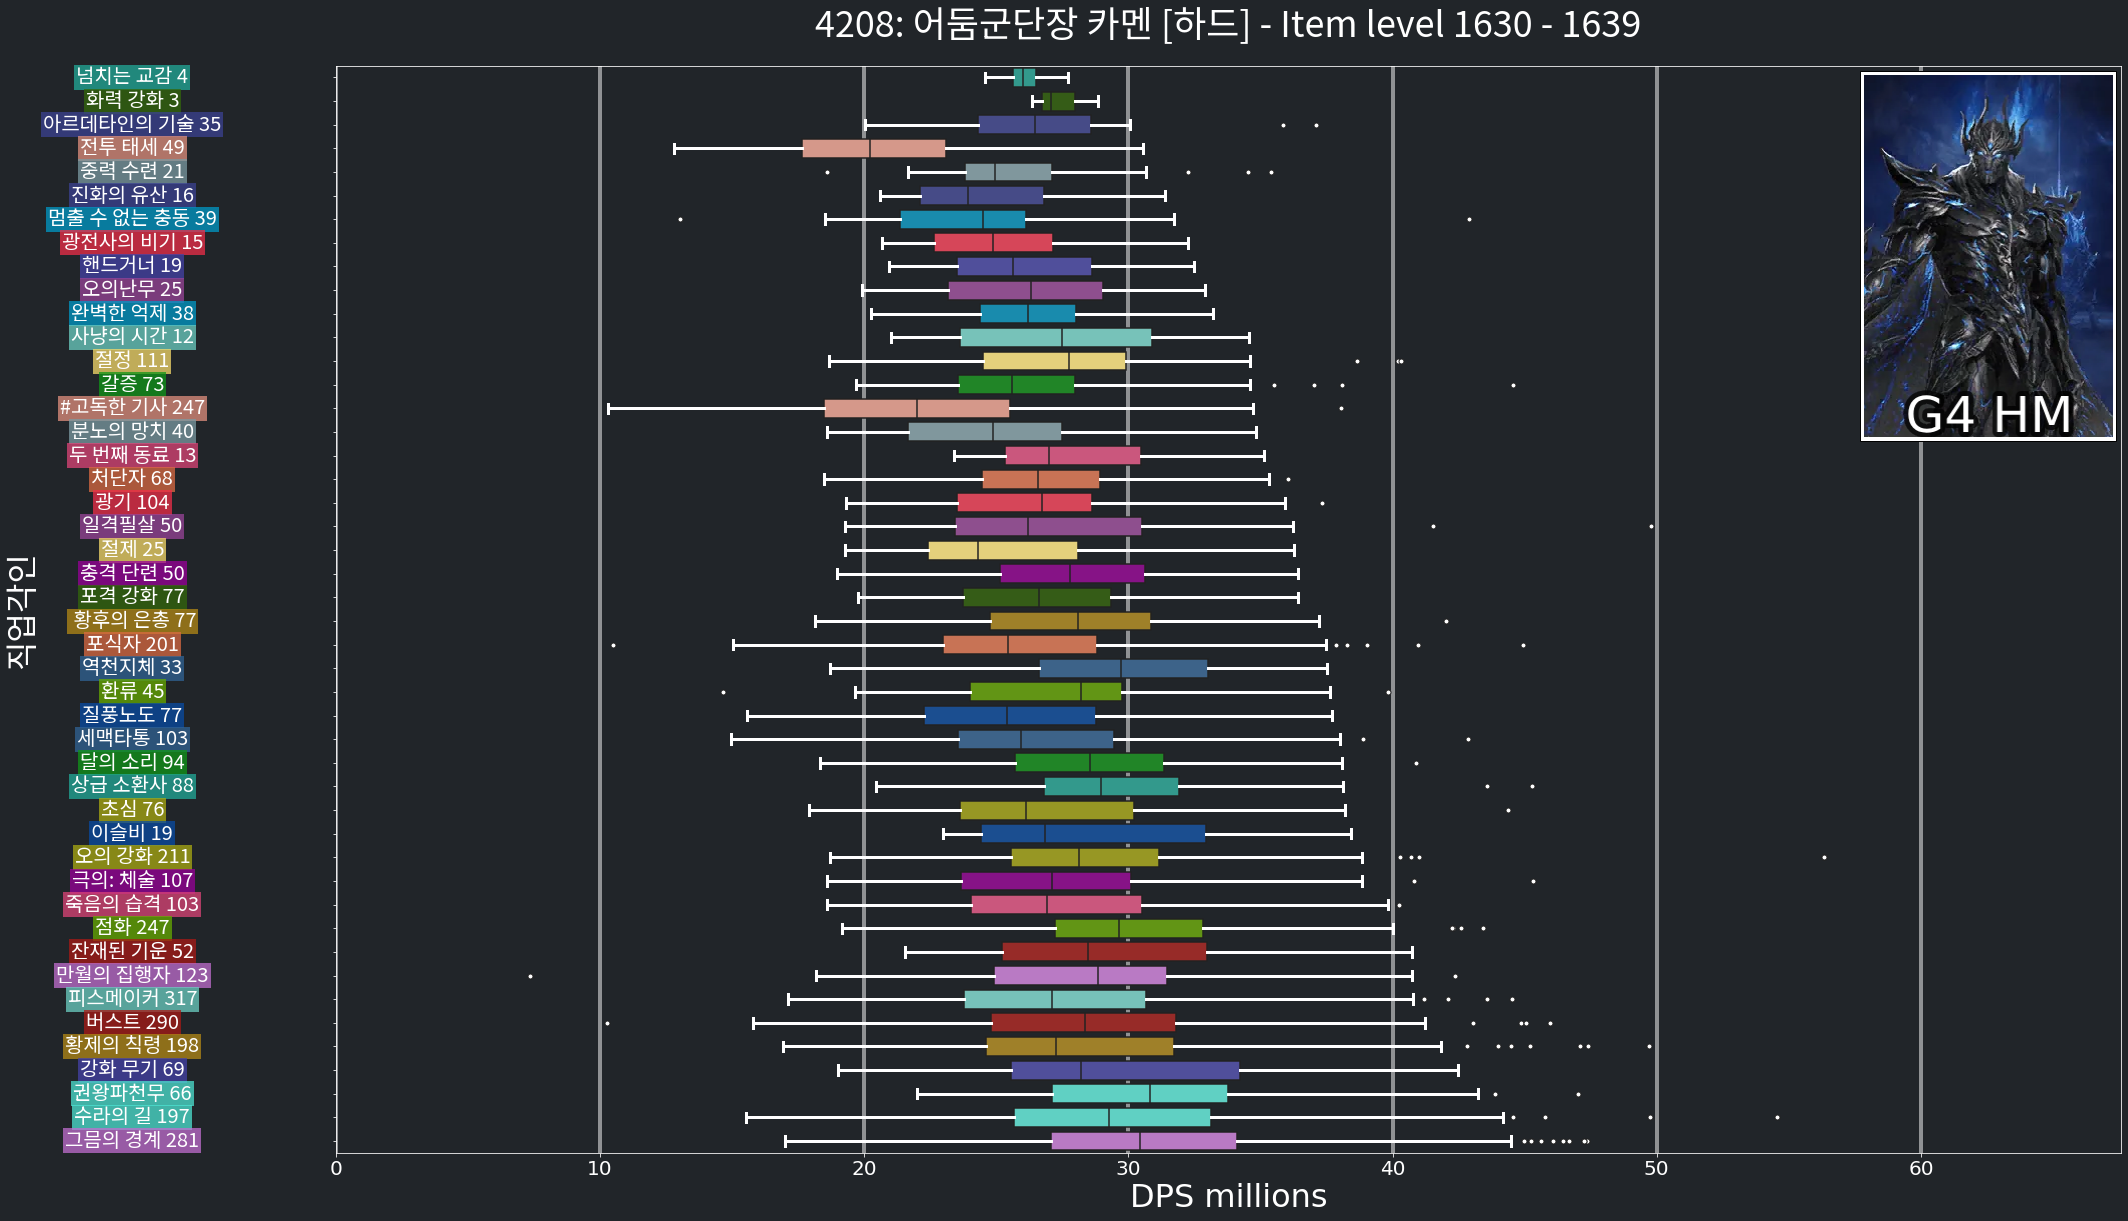 4208: 어둠군단장 카멘 [하드] - Item level 1630 - 1639
넘치는 교감 4
화력 강화 3
아르데타인의 기술 35
전투 태세 49
중력 수련 21
진화의 유산 16
멈출 수 없는 충동 39
광전사의 비기 15
핸드거너 19
오의난무 25
완벽한 억제 38
사냥의 시간 12
절정 111
갈증 73
#고독한 기사 247
분노의 망치 40
두 번째 동료 13
처단자 68
광기 104
일격필살 50
절제 25
충격 단련 50
포격 강화 77
황후의 은총 77
포식자 201
역천지체 33
환류 45
질풍노도 77
세맥타통 103
달의 소리 94
상급 소환사 88
초심 76
이슬비 19
오의 강화 211
극의: 체술 107
죽음의 습격 103
점화 247
잔재된 기운 52
만월의 집행자 123
피스메이커 317
버스트 290
황제의 칙령 198
강화 무기 69
권왕파천무 66
수라의 길 197
그믐의 경계 281
직업각인
G4 HM
0 10 20 30 40 50 60
DPS millions